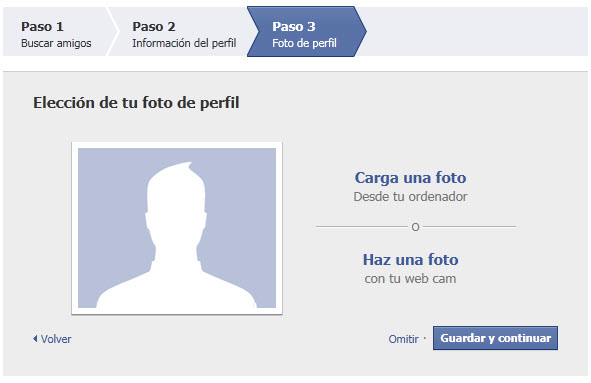 Paso 1
Buscar amigos
Paso 2
Información del perfil
Paso 3
Foto de perfil
Elección de tu foto de perfil
Carga una foto
Desde tu ordenador
O
Haz una foto
con tu web cam
Volver
Omitir · Guardar y continuar